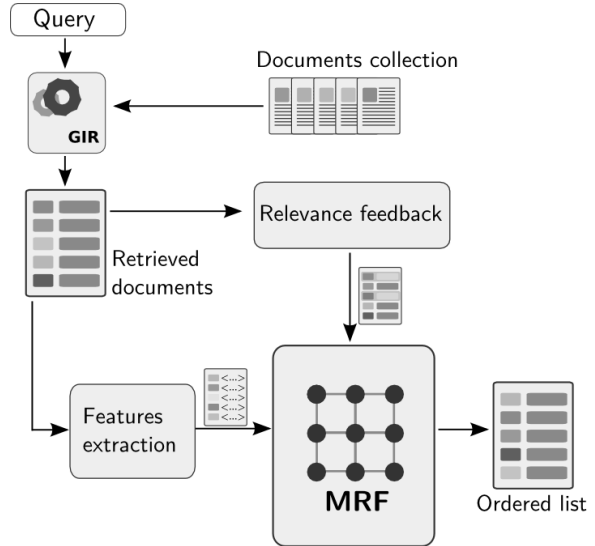 Query
Documents collection
GIR
Relevance feedback
Retrieved
documents
<...>
<...>
<...>
<...>
<...>
Features
extraction
MRF
Ordered list